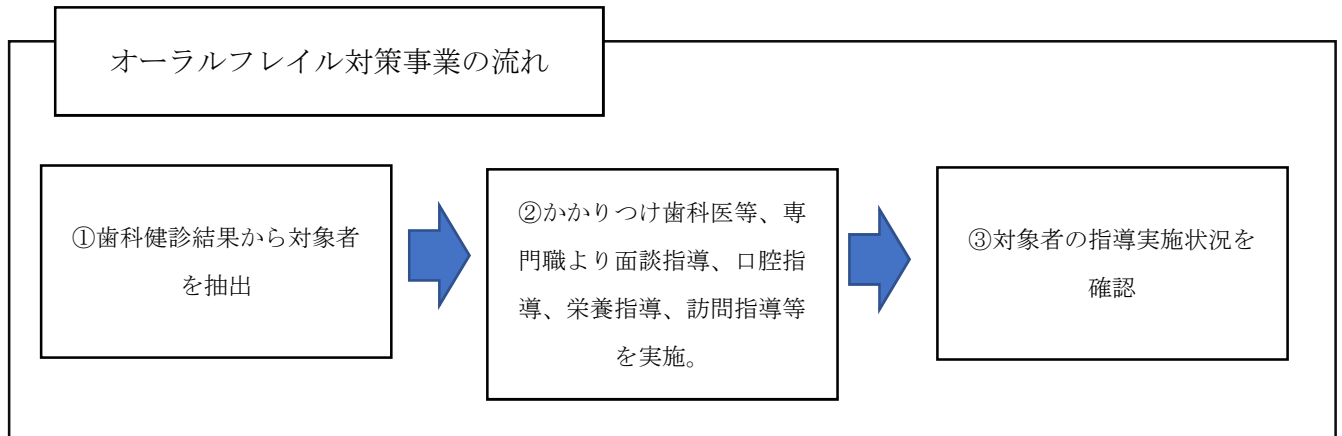 オーラルフレイル対策事業の流れ
①歯科健診結果から対象者
を抽出
②かかりつけ歯科医等、専
門職より面談指導、口腔指
導、栄養指導、訪問指導等
を実施。
③対象者の指導実施状況を
確認